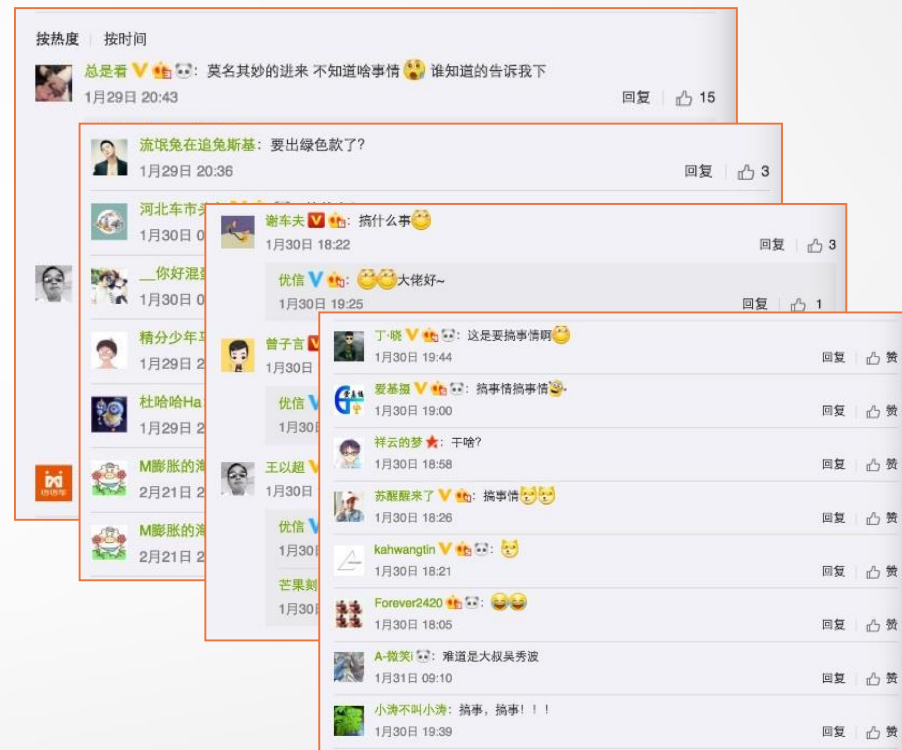 按热度 | 按时间
总是看: 莫名其妙的进来 不知道啥事情 谁知道的告诉我下
1月29日 20:43 回复 15
流氓兔在追兔斯基: 要出绿色款了?
1月29日 20:36 回复 3
河北车市
1月30日 0
__你好混
1月30日 0
精分少年
1月29日 2
杜哈哈Ha
1月29日 2
M膨胀的海
2月21日 2
M膨胀的海
2月21日 2
谢车夫: 搞什么事
1月30日 18:22 回复 3
优信: 大佬好~
1月30日 19:25 回复 1
曾子言
1月30日
优信
1月30日
王以超
1月30日
优信
1月30日
芒果刻
1月30日
丁·晓: 这是要搞事情啊
1月30日 19:44 回复 赞
爱基摄: 搞事情搞事情
1月30日 19:00 回复 赞
祥云的梦: 干啥?
1月30日 18:58 回复 赞
苏醒醒来了: 搞事情
1月30日 18:26 回复 赞
kahwangtin:
1月30日 18:21 回复 赞
Forever2420:
1月30日 18:05 回复 赞
A-微笑i: 难道是大叔吴秀波
1月31日 09:10 回复 赞
小涛不叫小涛: 搞事，搞事！！！
1月30日 19:39 回复 赞